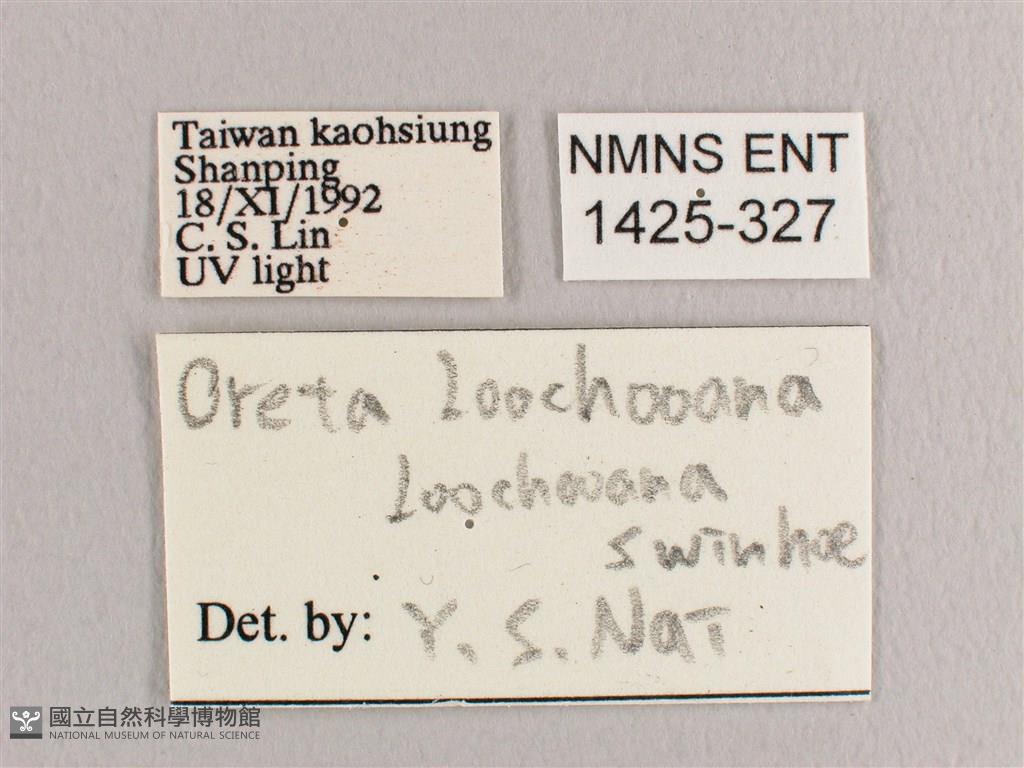 Taiwan kaohsiung
Shanping
18/XI/1992
C. S. Lin
UV light
NMNS ENT
1425-327
Oreta loochooana
loochooana
swinhoe
Det. by: Y. S. Nat
國立自然科學博物館
NATIONAL MUSEUM OF NATURAL SCIENCE